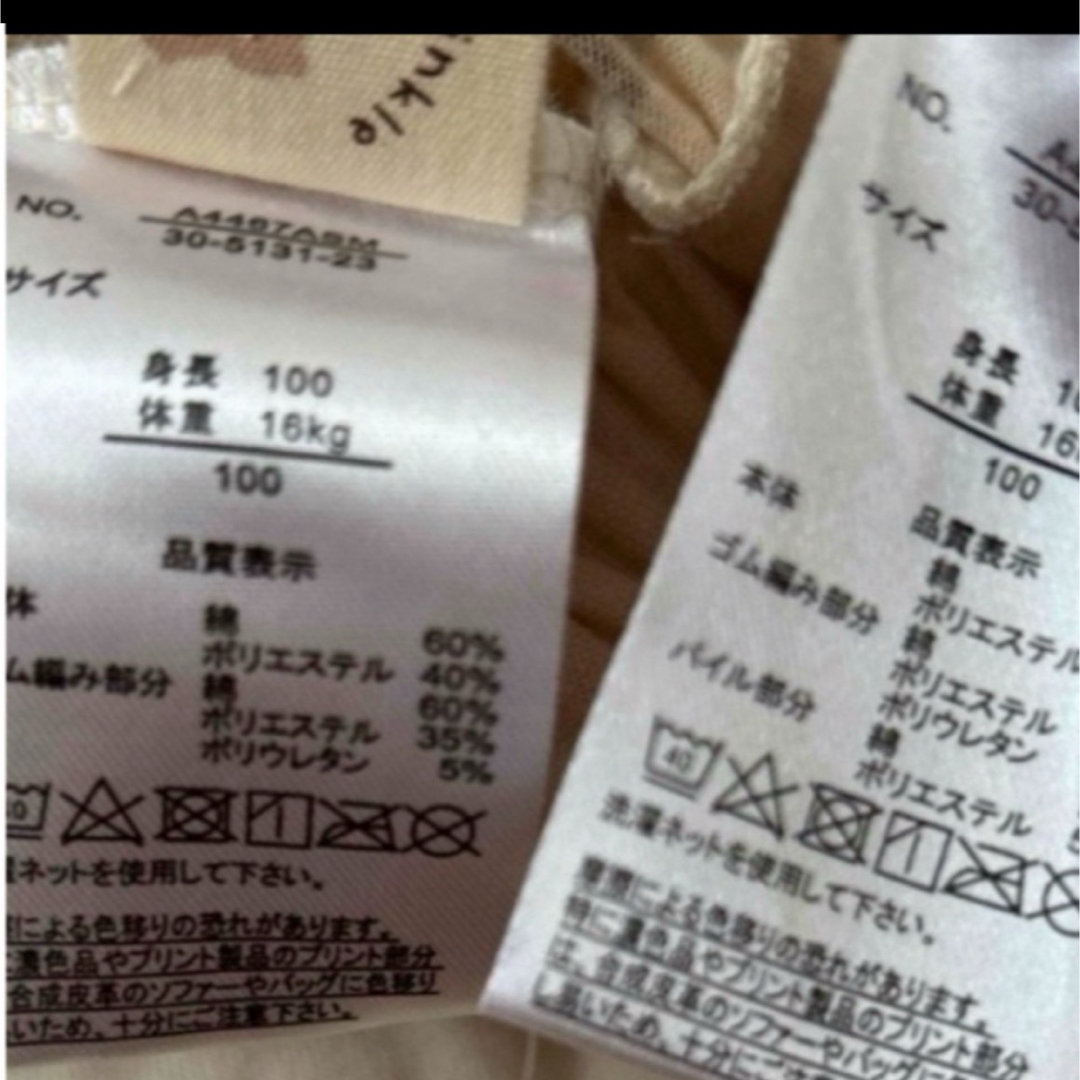 inkle
NO. A4467ASM
30-5131-23
サイズ
身長 100
体重 16kg
100
品質表示
体 綿 60%
ポリエステル 40%
ム編み部分 綿 60%
ポリエステル 35%
ポリウレタン 5%
ネットを使用して下さい。
による色移りの恐れがあります。
濃色品やプリント製品のプリント部分
合成皮革のソファーやバッグに色移り
いため、十分にご注意下さい。
NO.
30-5
サイズ
身長 10
体重 16
100
品質表示
本体 綿
ポリエステル
ゴム編み部分 綿
ポリエステル
ポリウレタン
パイル部分 綿
ポリエステル
40
洗濯ネットを使用して下さい。
摩擦による色移りの恐れがあります。
特に濃色品やプリント製品のプリント部分
は、合成皮革のソファーやバッグに
し易いため、十分にご